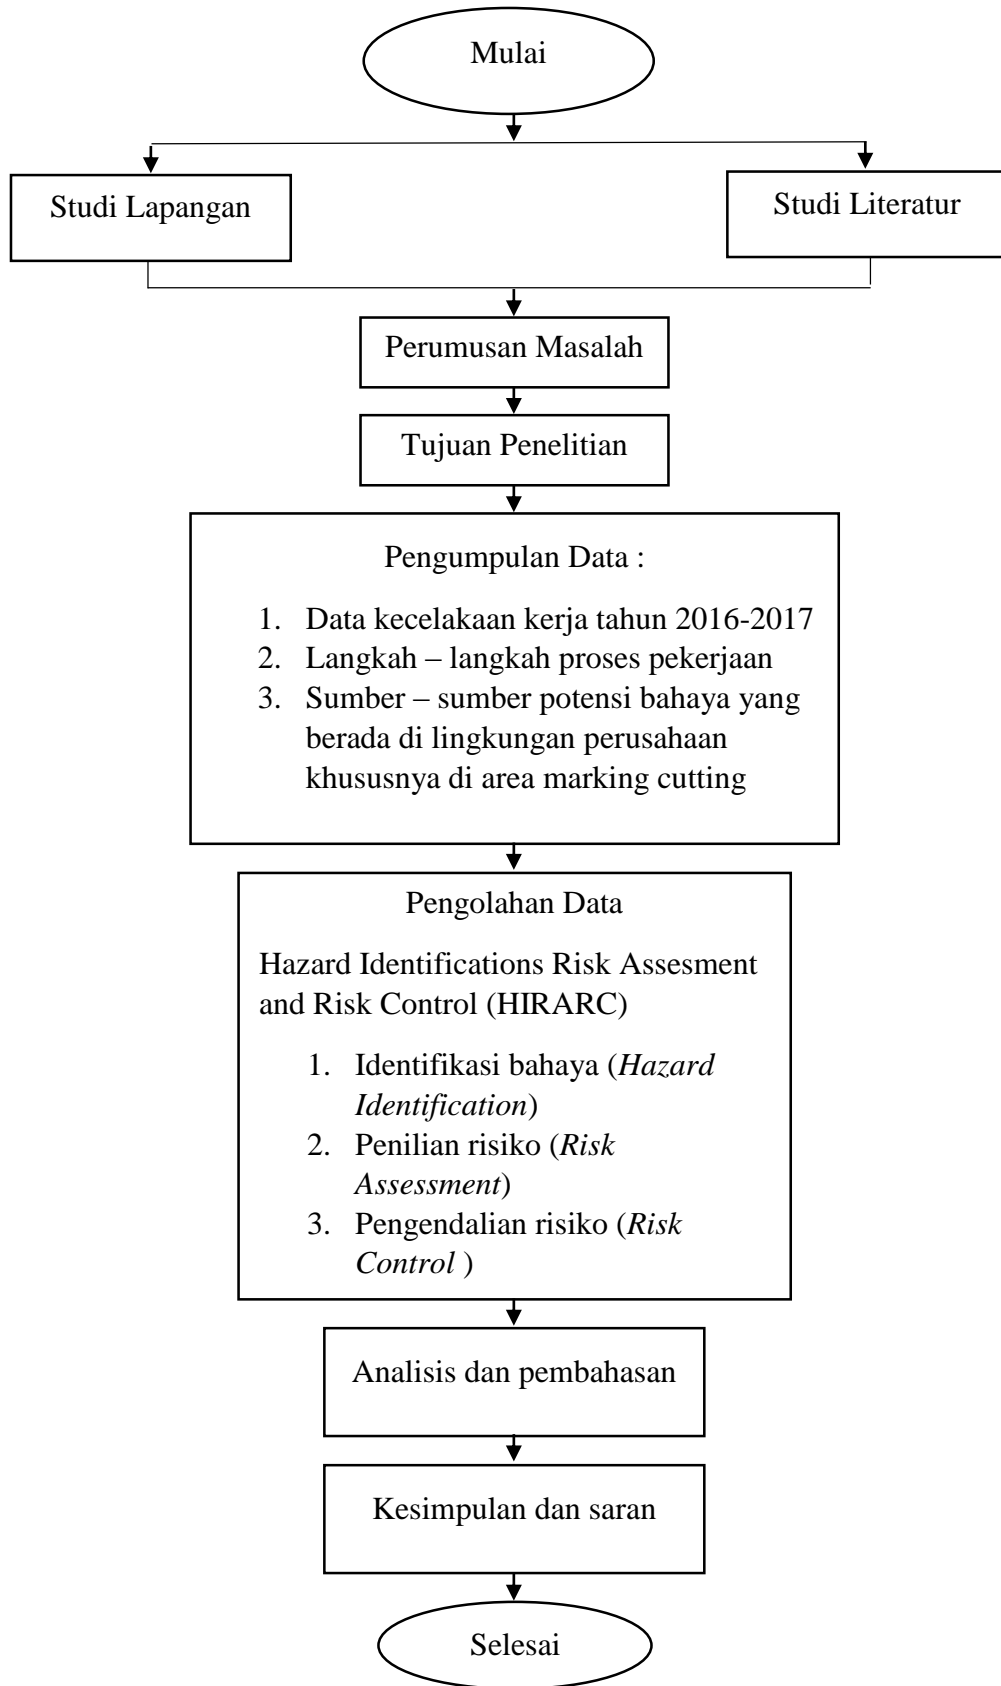 Mulai
Studi Lapangan
Studi Literatur
Perumusan Masalah
Tujuan Penelitian
Pengumpulan Data :
1. Data kecelakaan kerja tahun 2016-2017
2. Langkah – langkah proses pekerjaan
3. Sumber – sumber potensi bahaya yang
berada di lingkungan perusahaan
khususnya di area marking cutting
Pengolahan Data
Hazard Identifications Risk Assesment
and Risk Control (HIRARC)
1. Identifikasi bahaya (Hazard
Identification)
2. Penilian risiko (Risk
Assessment)
3. Pengendalian risiko (Risk
Control )
Analisis dan pembahasan
Kesimpulan dan saran
Selesai